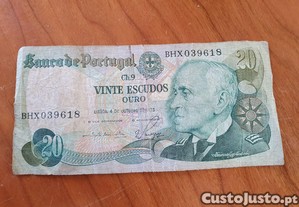 Banco de Portugal
20
BHX039618
Ch.9
VINTE ESCUDOS
OURO
BHX039618
20
CustoJusto.pt